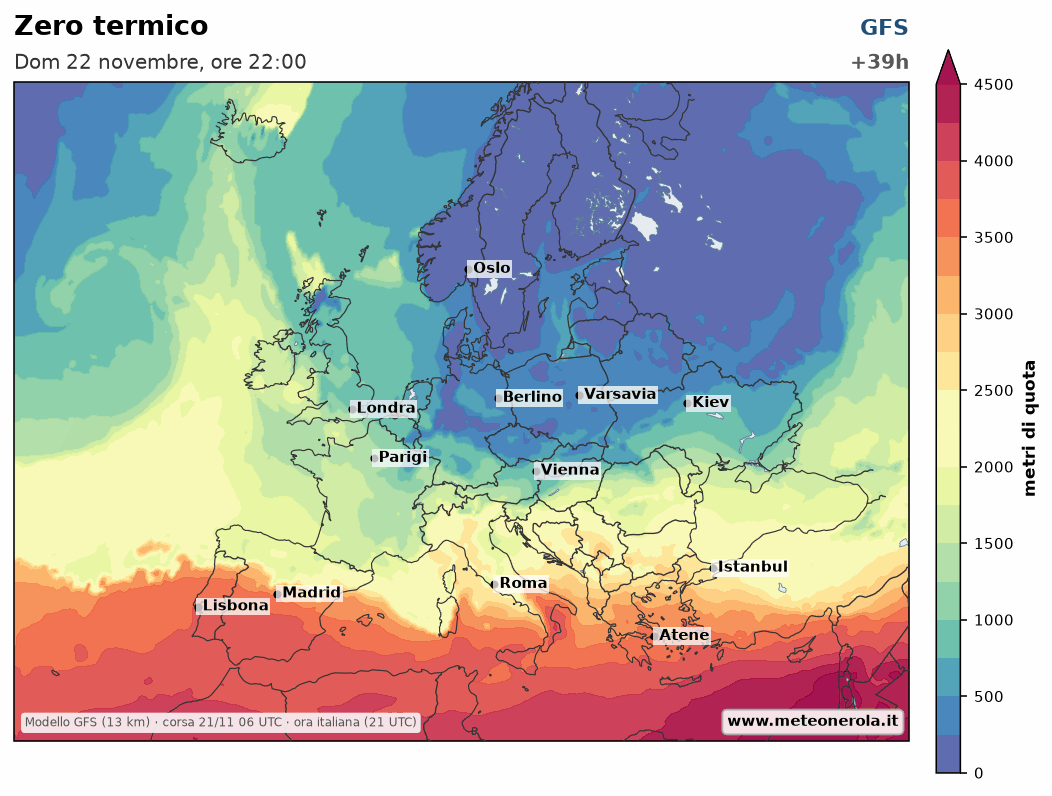 Zero termico
GFS
Dom 22 novembre, ore 22:00
+39h
4500
4000
3500
3000
2500
2000
1500
1000
500
0
metri di quota
Oslo
Berlino
Varsavia
Kiev
Londra
Parigi
Vienna
Istanbul
Roma
Madrid
Lisbona
Atene
Modello GFS (13 km) · corsa 21/11 06 UTC · ora italiana (21 UTC)
www.meteonerola.it